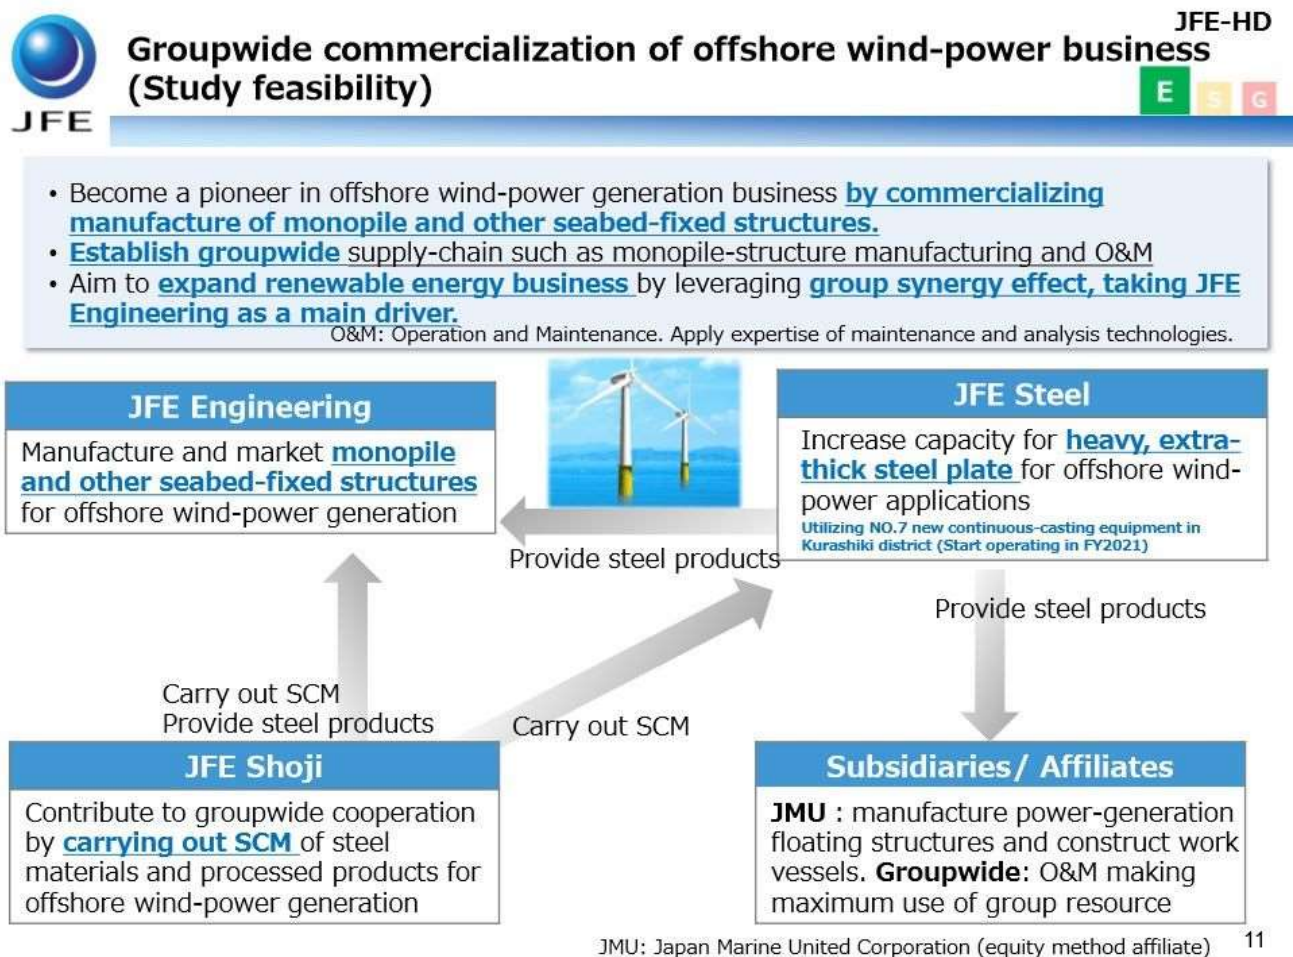 JFE-HD
Groupwide commercialization of offshore wind-power business
(Study feasibility)
E S G
JFE
• Become a pioneer in offshore wind-power generation business by commercializing
manufacture of monopile and other seabed-fixed structures.
• Establish groupwide supply-chain such as monopile-structure manufacturing and O&M
• Aim to expand renewable energy business by leveraging group synergy effect, taking JFE
Engineering as a main driver.
O&M: Operation and Maintenance. Apply expertise of maintenance and analysis technologies.
JFE Engineering
Manufacture and market monopile
and other seabed-fixed structures
for offshore wind-power generation
JFE Steel
Increase capacity for heavy, extra-
thick steel plate for offshore wind-
power applications
Utilizing NO.7 new continuous-casting equipment in
Kurashiki district (Start operating in FY2021)
Provide steel products
Provide steel products
Carry out SCM
Provide steel products
Carry out SCM
JFE Shoji
Contribute to groupwide cooperation
by carrying out SCM of steel
materials and processed products for
offshore wind-power generation
Subsidiaries/ Affiliates
JMU : manufacture power-generation
floating structures and construct work
vessels. Groupwide: O&M making
maximum use of group resource
JMU: Japan Marine United Corporation (equity method affiliate)
11